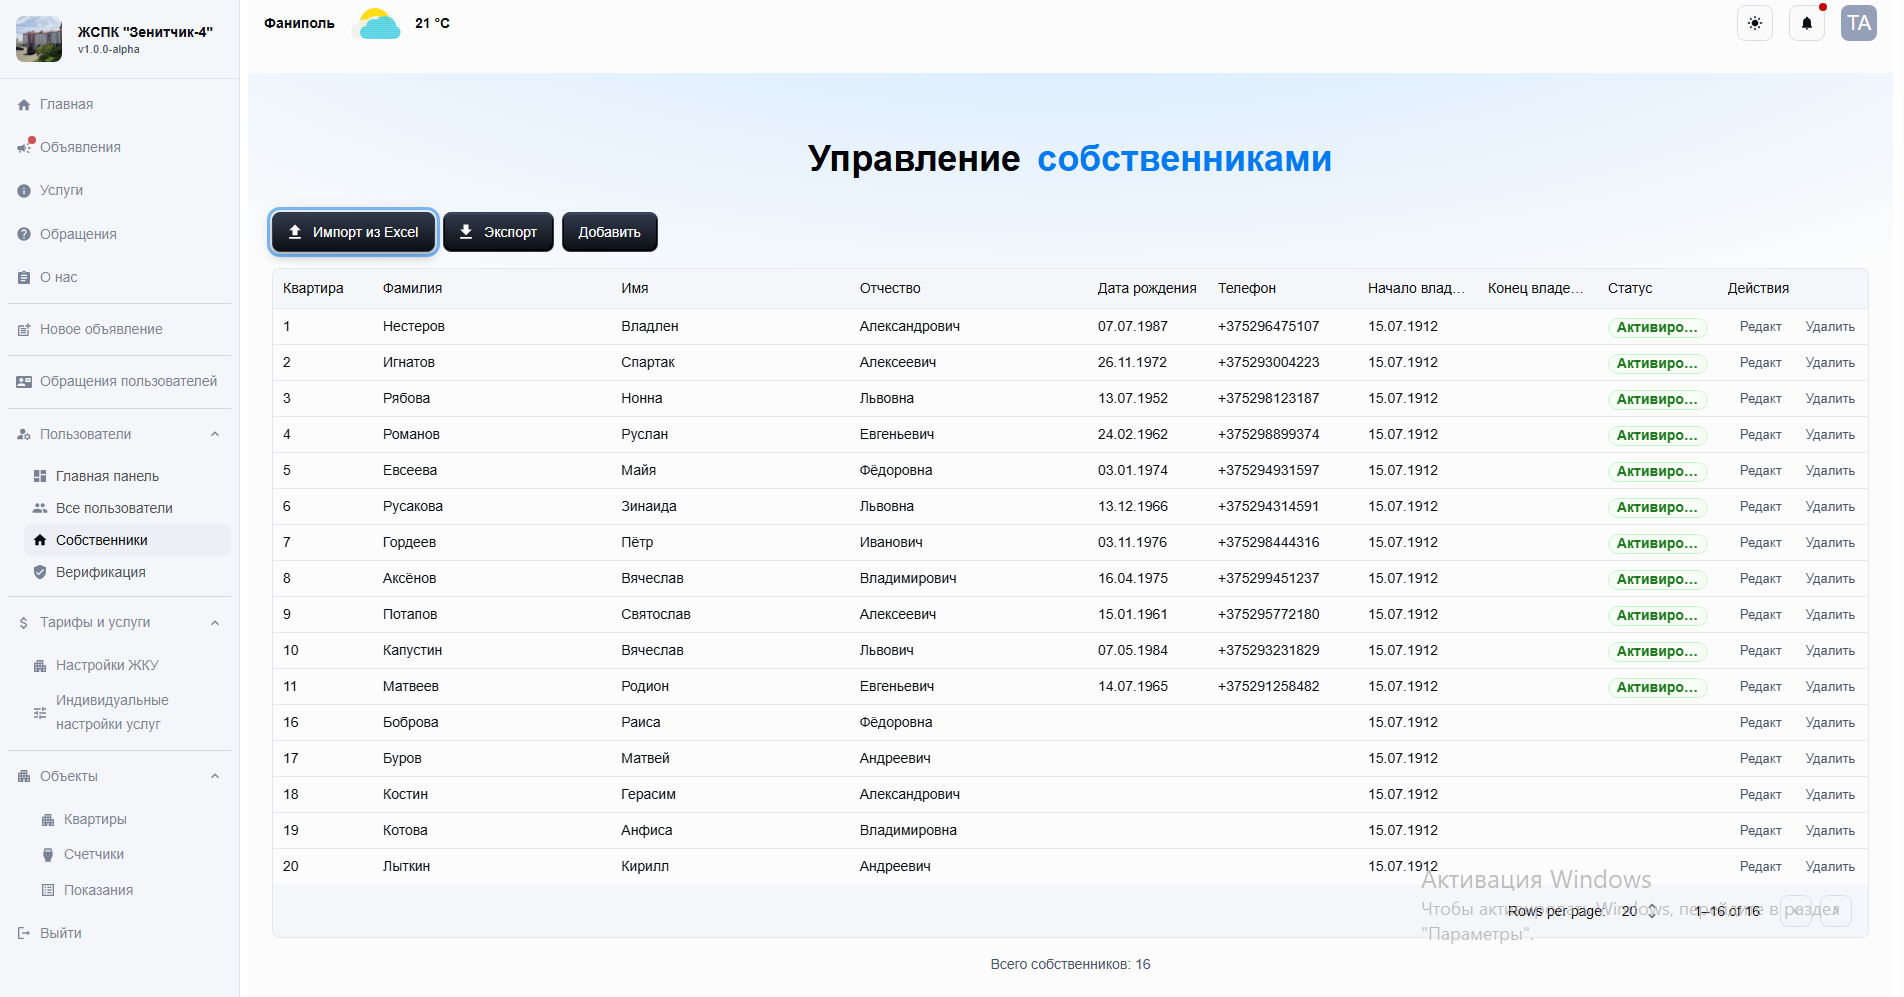 ЖСПК "Зенитчик-4"
v1.0.0-alpha
Фаниполь 21 °C
TA
Главная
Объявления
Услуги
Обращения
О нас
Новое объявление
Обращения пользователей
Пользователи
Главная панель
Все пользователи
Собственники
Верификация
Тарифы и услуги
Настройки ЖКУ
Индивидуальные
настройки услуг
Объекты
Квартиры
Счетчики
Показания
Выйти
Управление собственниками
Импорт из Excel Экспорт Добавить
Квартира Фамилия Имя Отчество Дата рождения Телефон Начало влад... Конец владе... Статус Действия
1 Нестеров Владлен Александрович 07.07.1987 +375296475107 15.07.1912 Активиро... Редакт Удалить
2 Игнатов Спартак Алексеевич 26.11.1972 +375293004223 15.07.1912 Активиро... Редакт Удалить
3 Рябова Нонна Львовна 13.07.1952 +375298123187 15.07.1912 Активиро... Редакт Удалить
4 Романов Руслан Евгеньевич 24.02.1962 +375298899374 15.07.1912 Активиро... Редакт Удалить
5 Евсеева Майя Фёдоровна 03.01.1974 +375294931597 15.07.1912 Активиро... Редакт Удалить
6 Русакова Зинаида Львовна 13.12.1966 +375294314591 15.07.1912 Активиро... Редакт Удалить
7 Гордеев Пётр Иванович 03.11.1976 +375298444316 15.07.1912 Активиро... Редакт Удалить
8 Аксёнов Вячеслав Владимирович 16.04.1975 +375299451237 15.07.1912 Активиро... Редакт Удалить
9 Потапов Святослав Алексеевич 15.01.1961 +375295772180 15.07.1912 Активиро... Редакт Удалить
10 Капустин Вячеслав Львович 07.05.1984 +375293231829 15.07.1912 Активиро... Редакт Удалить
11 Матвеев Родион Евгеньевич 14.07.1965 +375291258482 15.07.1912 Активиро... Редакт Удалить
16 Боброва Раиса Фёдоровна 15.07.1912 Редакт Удалить
17 Буров Матвей Андреевич 15.07.1912 Редакт Удалить
18 Костин Герасим Александрович 15.07.1912 Редакт Удалить
19 Котова Анфиса Владимировна 15.07.1912 Редакт Удалить
20 Лыткин Кирилл Андреевич 15.07.1912 Редакт Удалить
Rows per page: 20 1–16 of 16
Активация Windows
Чтобы активировать Windows, перейдите в раздел
"Параметры".
Всего собственников: 16